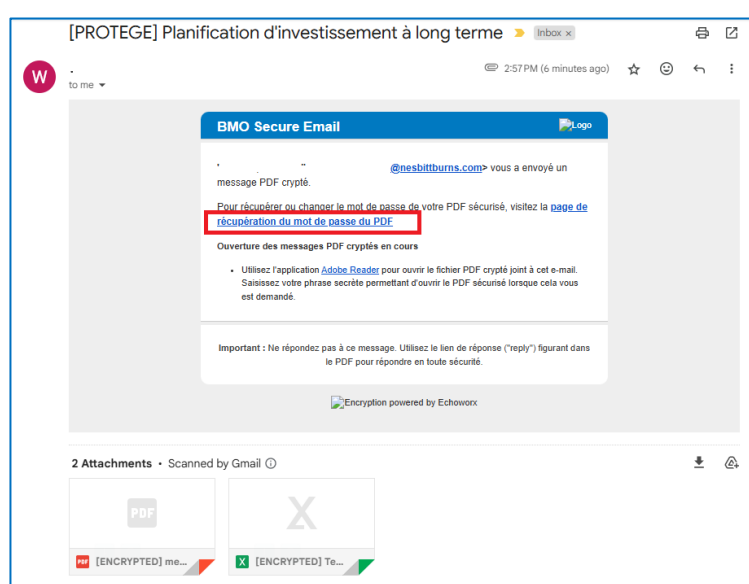 [PROTEGE] Planification d'investissement à long terme Inbox ×
W
2:57 PM (6 minutes ago)
to me
BMO Secure Email
Logo
@nesbittburns.com> vous a envoyé un
message PDF crypté.
Pour récupérer ou changer le mot de passe de votre PDF sécurisé, visitez la page de
récupération du mot de passe du PDF
Ouverture des messages PDF cryptés en cours
• Utilisez l'application Adobe Reader pour ouvrir le fichier PDF crypté joint à cet e-mail.
Saisissez votre phrase secrète permettant d'ouvrir le PDF sécurisé lorsque cela vous
est demandé.
Important : Ne répondez pas à ce message. Utilisez le lien de réponse ("reply") figurant dans
le PDF pour répondre en toute sécurité.
Encryption powered by Echoworx
2 Attachments • Scanned by Gmail
PDF
X
PDF [ENCRYPTED] me...
X [ENCRYPTED] Te...